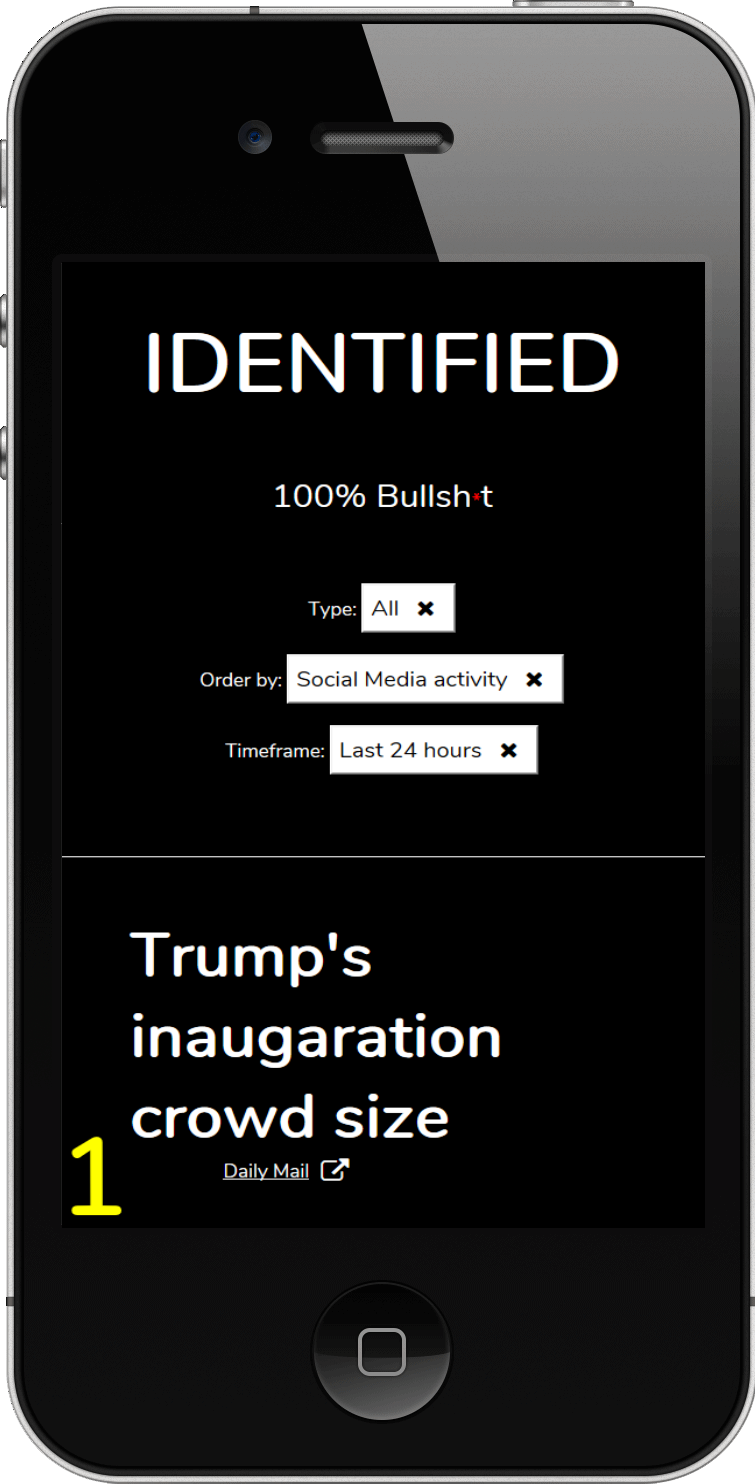 IDENTIFIED
100% Bullsh*t
Type: All ✖
Order by: Social Media activity ✖
Timeframe: Last 24 hours ✖
Trump's
inaugaration
crowd size
1
Daily Mail